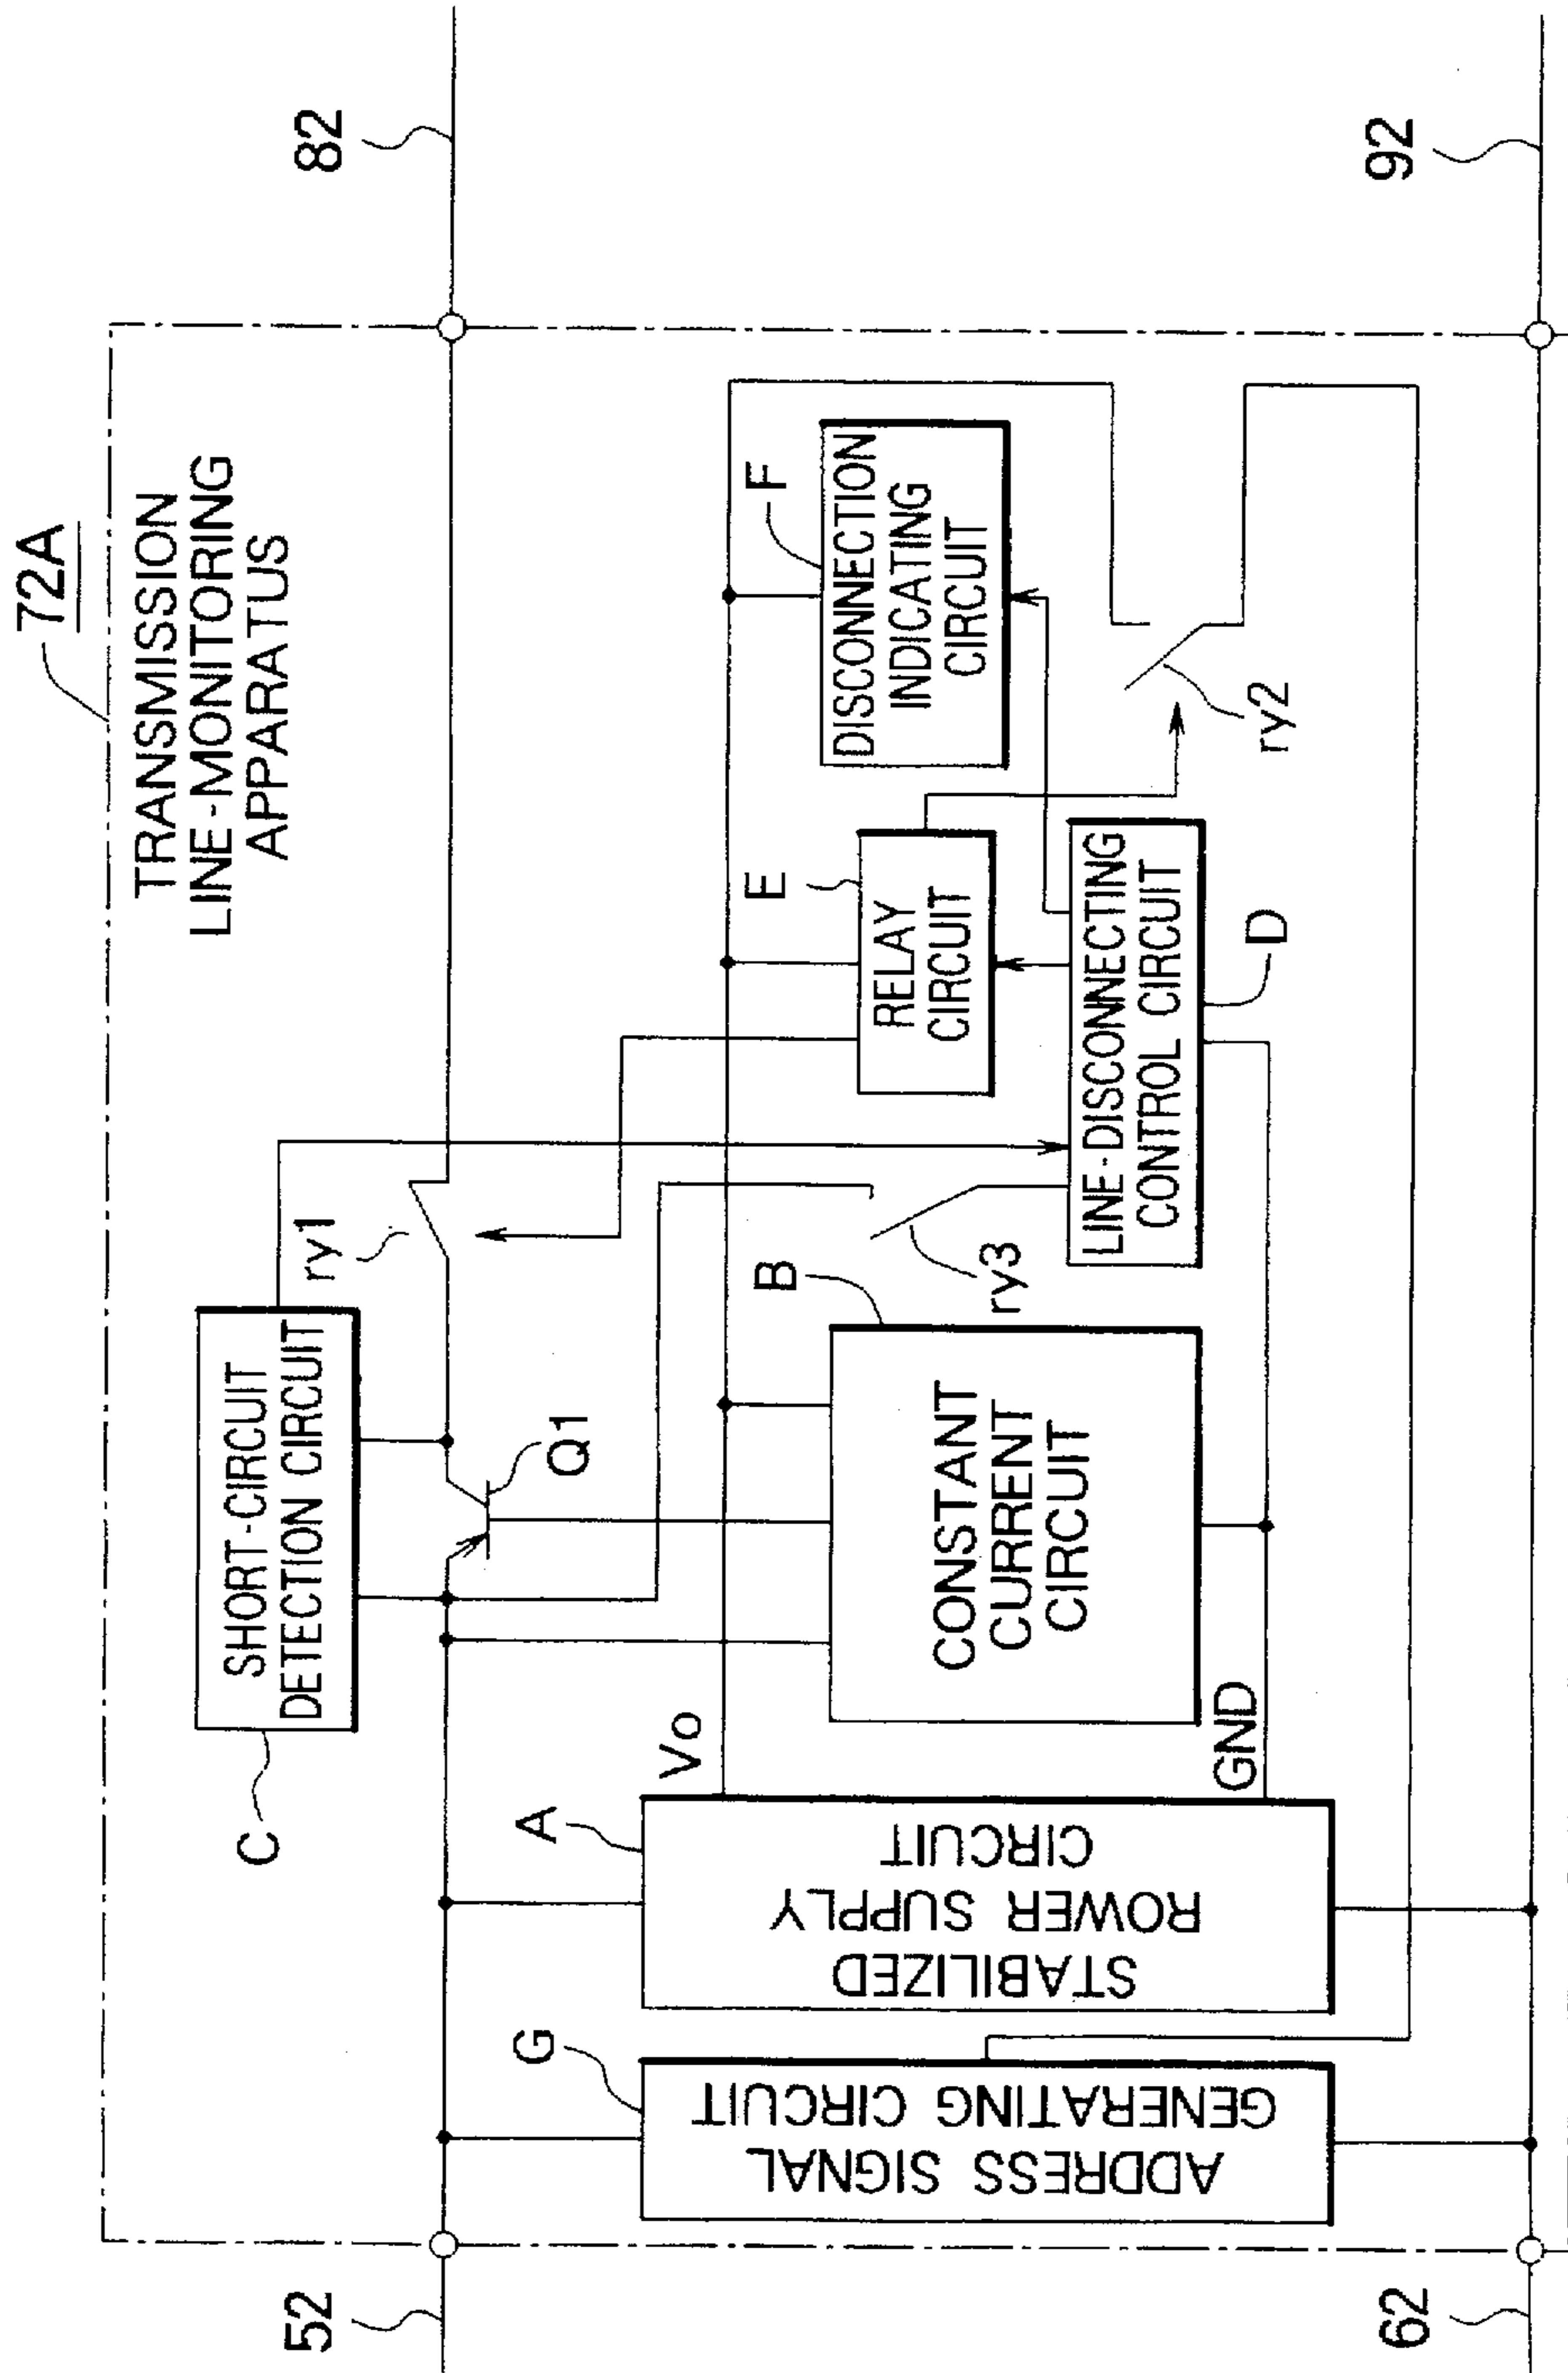 72A
TRANSMISSION
LINE-MONITORING
APPARATUS
82
C
SHORT-CIRCUIT
DETECTION CIRCUIT
ry1
52
Q1
Vo
A
STABILIZED
ROWER SUPPLY
CIRCUIT
G
ADDRESS SIGNAL
GENERATING CIRCUIT
B
CONSTANT
CURRENT
CIRCUIT
GND
ry3
E
RELAY
CIRCUIT
F
DISCONNECTION
INDICATING
CIRCUIT
LINE-DISCONNECTING
CONTROL CIRCUIT
D
ry2
62
92